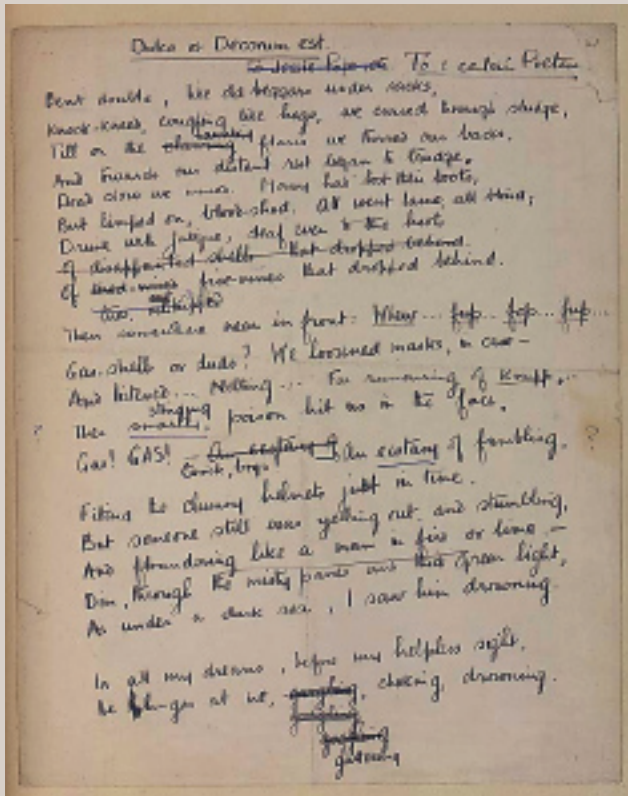 Dulce et Decorum est.
To a certain Poetess
Bent double, like old beggars under sacks,
Knock-kneed, coughing like hags, we cursed through sludge,
Till on the haunting flares we turned our backs,
And towards our distant rest began to trudge,
Dead slow we moved. Many had lost their boots,
But limped on, blood-shod. All went lame, all blind;
Drunk with fatigue, deaf even to the hoots
Of disappointed shells that dropped behind.
Of five-nines that dropped behind.
Then somewhere near in front: Whew... fup... fop... fup...
Gas-shells or duds? We loosened masks, in case–
And listened... Nothing... Far rumouring of Krupp...
stinging
Then poison hit us in the face.
Gas! GAS! – An ecstasy of fumbling,
Quick, boys
Fitting the clumsy helmets just in time.
But someone still was yelling out and stumbling,
And floundering like a man in fire or lime.–
Dim, through the misty panes and thick green light,
As under a dark sea, I saw him drowning.
In all my dreams, before my helpless sight,
He plunges at me, gargling, choking, drowning.
gurgling
guttering